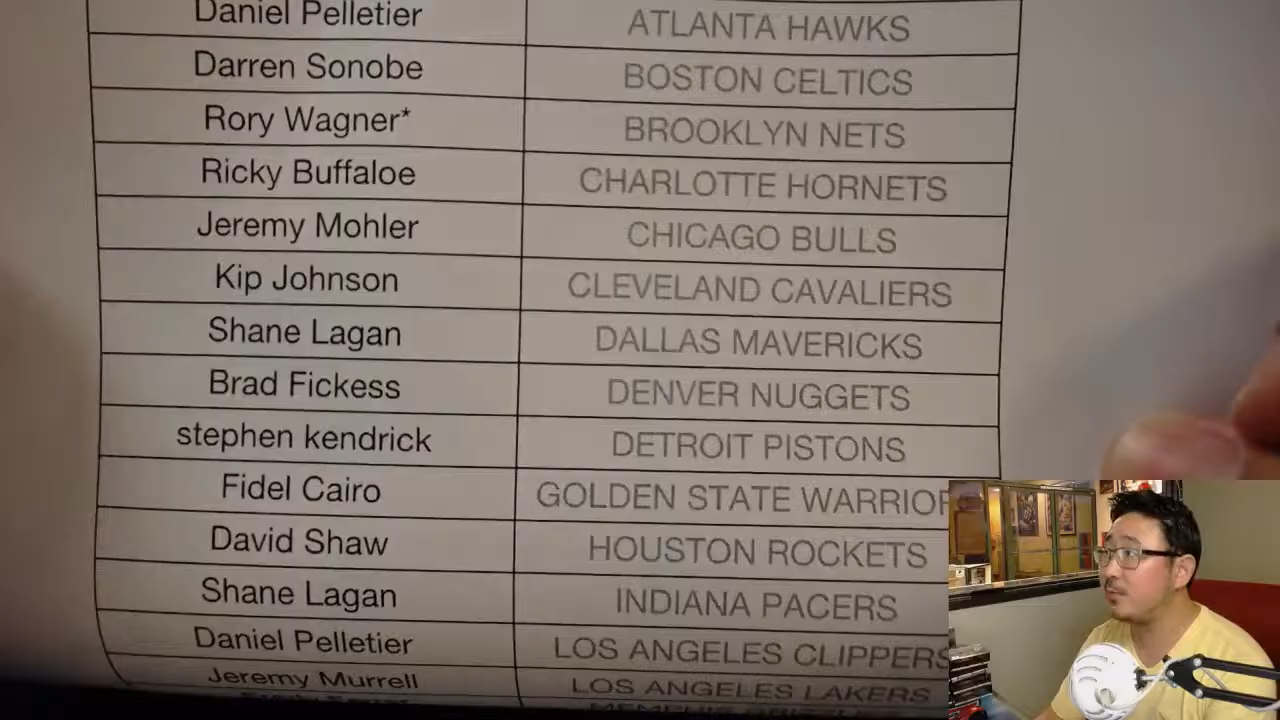 Daniel Pelletier ATLANTA HAWKS
Darren Sonobe BOSTON CELTICS
Rory Wagner* BROOKLYN NETS
Ricky Buffaloe CHARLOTTE HORNETS
Jeremy Mohler CHICAGO BULLS
Kip Johnson CLEVELAND CAVALIERS
Shane Lagan DALLAS MAVERICKS
Brad Fickess DENVER NUGGETS
stephen kendrick DETROIT PISTONS
Fidel Cairo GOLDEN STATE WARRIOR
David Shaw HOUSTON ROCKETS
Shane Lagan INDIANA PACERS
Daniel Pelletier LOS ANGELES CLIPPERS
Jeremy Murrell LOS ANGELES LAKERS
MEMPHIS